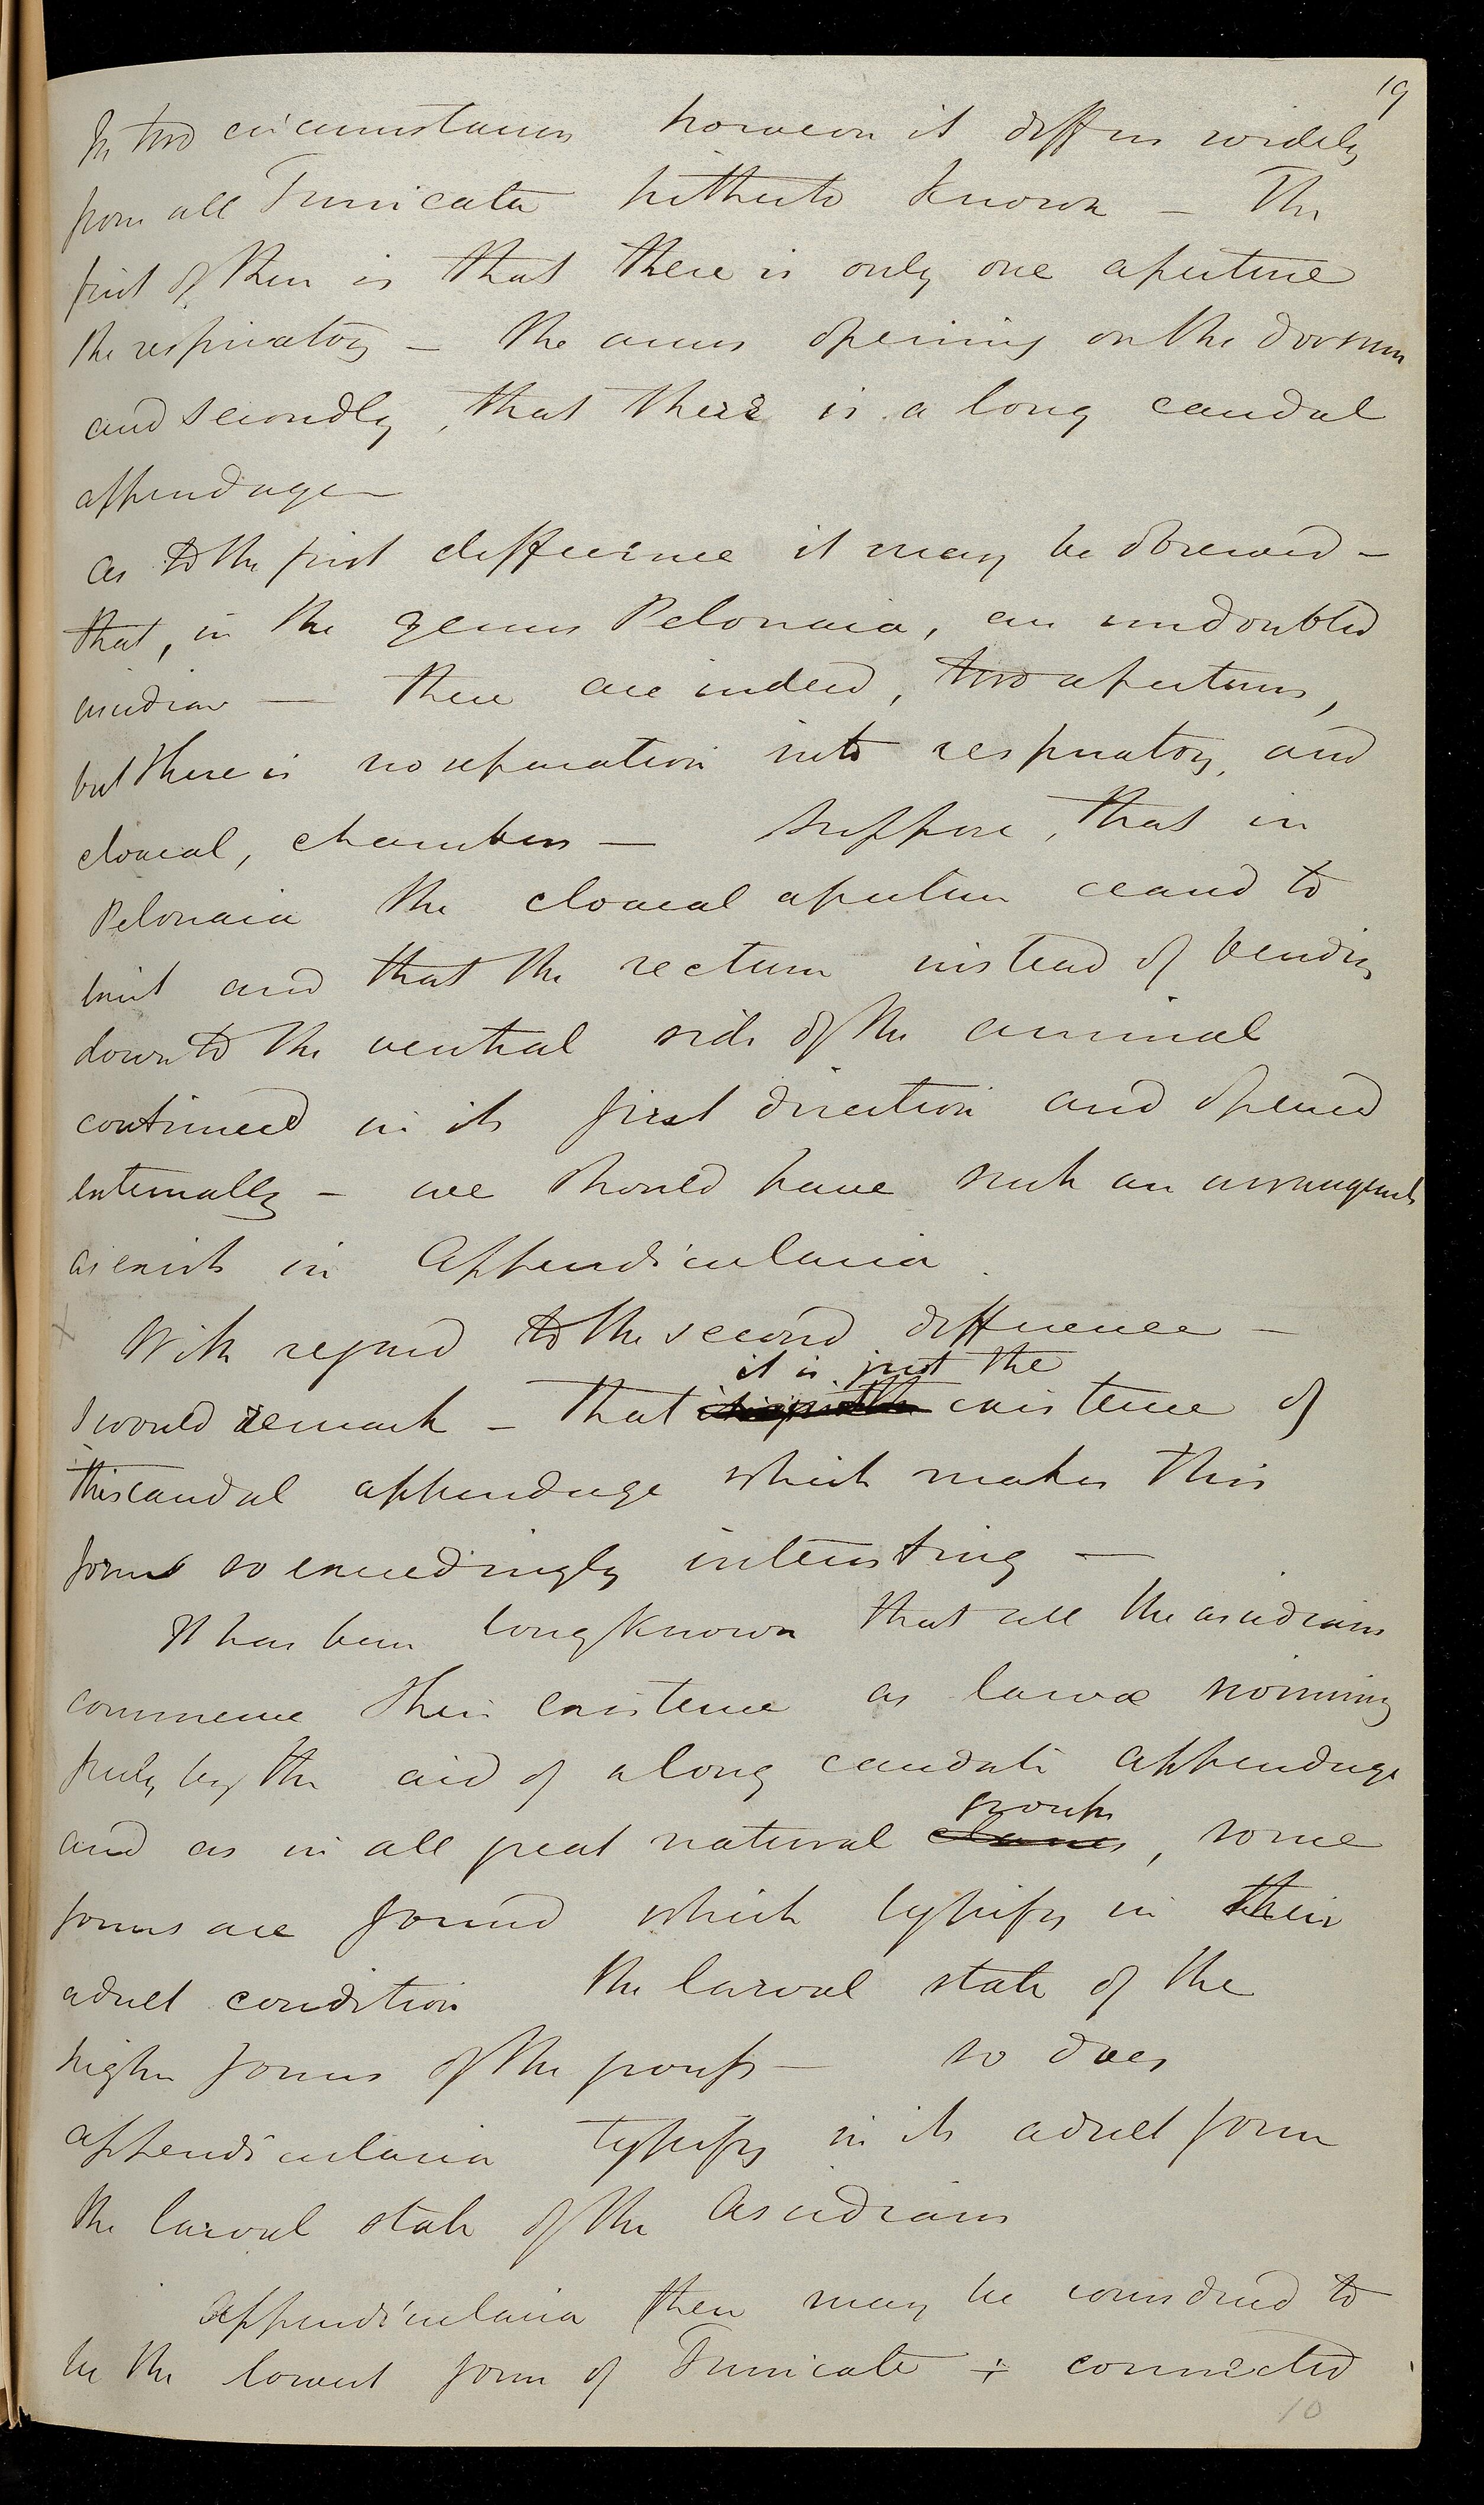 19
In two circumstances however it differs widely
from all Tunicata hitherto known — The
first of them is that there is only one aperture
the respiratory — the anus opening on the dorsum
and secondly, that there is a long caudal
appendage —
As to the first difference it may be observed —
that, in the genus Pelonaia, an undoubted
ascidian — there are indeed, two apertures,
but there is no separation into respiratory, and
cloacal, chambers — Suppose, that in
Pelonaia the cloacal aperture ceased to
exist and that the rectum instead of bending
down to the ventral side of the animal
continued in its first direction and opened
externally — we should have such an arrangement
as exists in Appendicularia.
x
With regard to the second difference —
it is just the
I would remark — that existence of
this caudal appendage which makes this
form so exceedingly interesting —
It has been long known that all the ascidians
commence their existence as larvæ swimming
freely by the aid of a long caudate appendage
groups
and as in all great natural classes, some
forms are found which typify in their
adult condition the larval state of the
higher forms of the group — so does
appendicularia typify in its adult form
the larval state of the Ascidians
Appendicularia then may be considered to
be the lowest form of Tunicate + connected
10